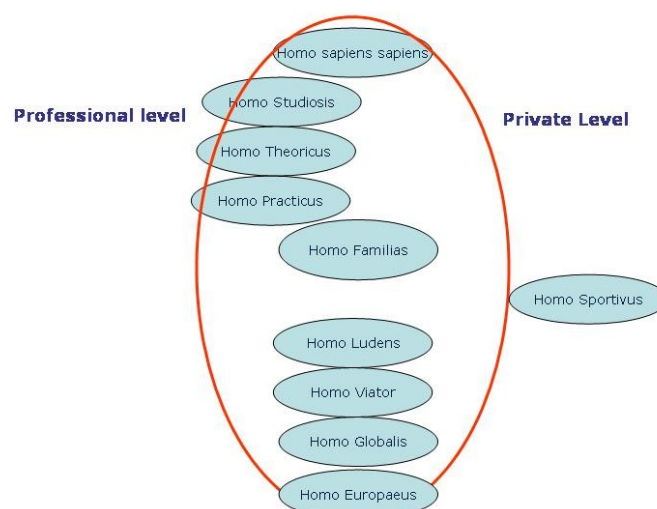 Homo sapiens sapiens
Homo Studiosis
Professional level
Private Level
Homo Theoricus
Homo Practicus
Homo Familias
Homo Sportivus
Homo Ludens
Homo Viator
Homo Globalis
Homo Europaeus